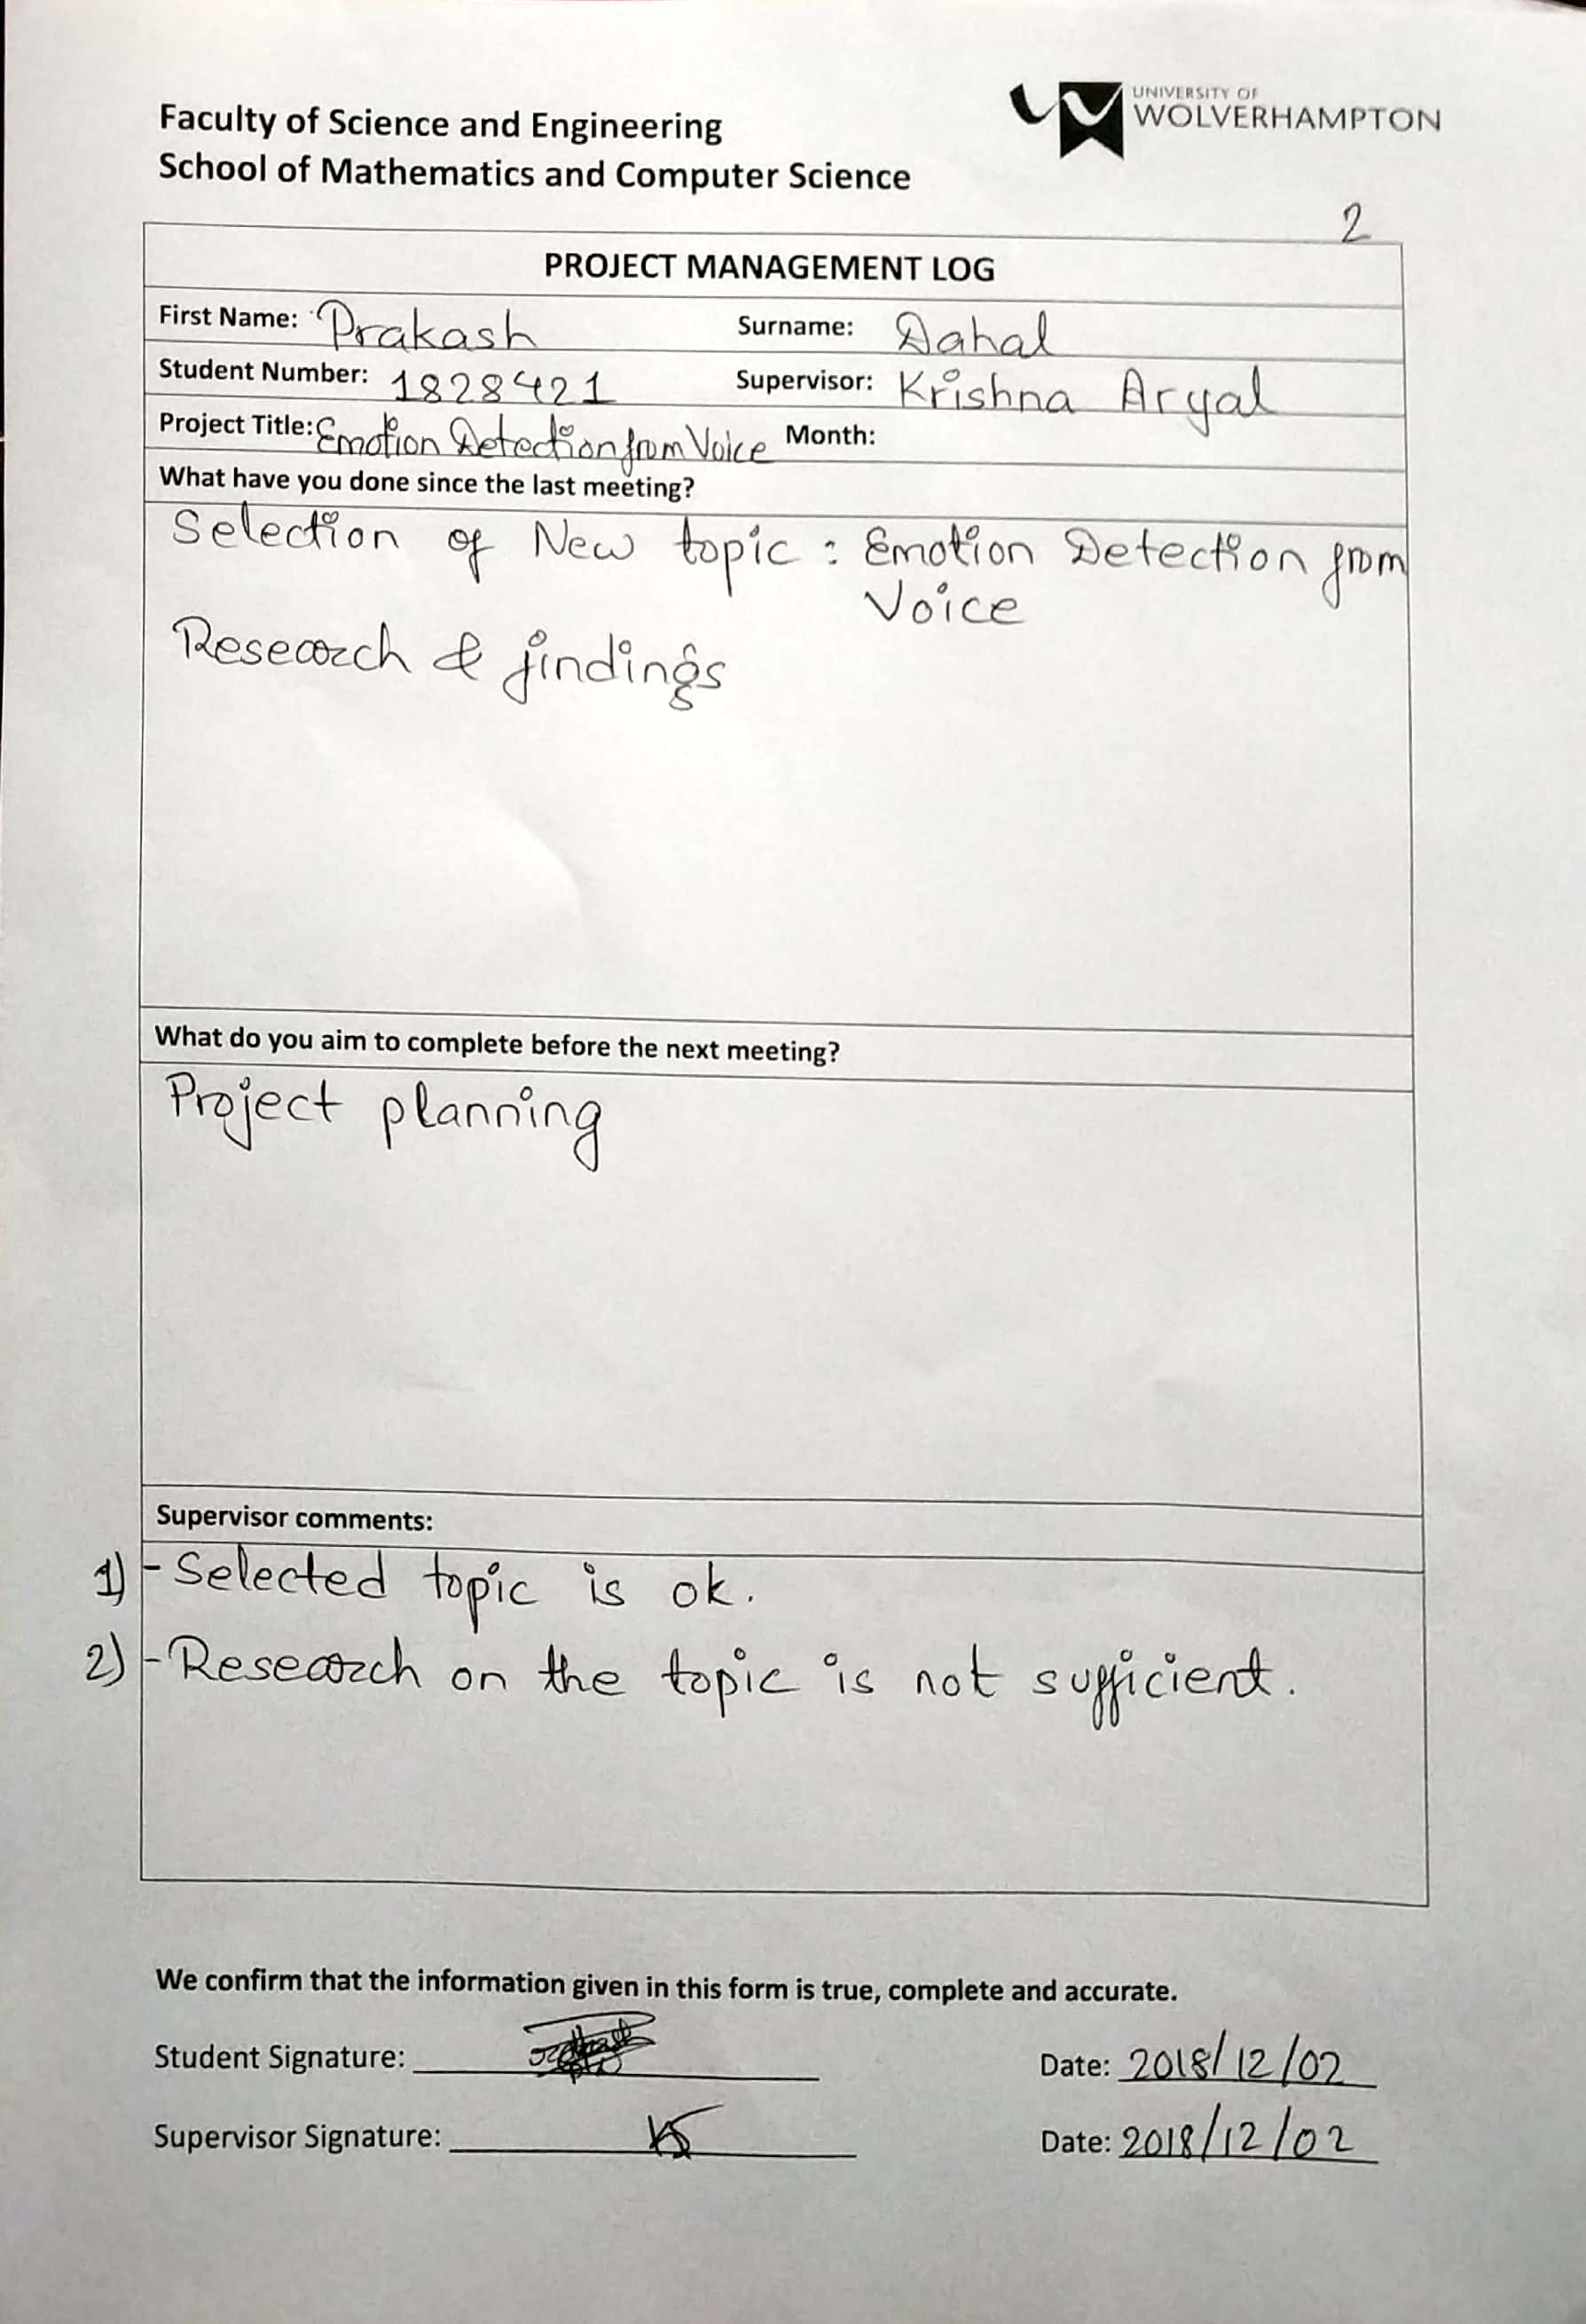 UNIVERSITY OF
WOLVERHAMPTON
Faculty of Science and Engineering
School of Mathematics and Computer Science
2
PROJECT MANAGEMENT LOG
First Name: Prakash Surname: Dahal
Student Number: 1828421 Supervisor: Krishna Aryal
Project Title: Emotion Detection from Voice Month:
What have you done since the last meeting?
Selection of New topic : Emotion Detection from
Voice
Research & findings
What do you aim to complete before the next meeting?
Project planning
Supervisor comments:
1) - Selected topic is ok.
2) - Research on the topic is not sufficient.
We confirm that the information given in this form is true, complete and accurate.
Student Signature: Date: 2018/12/02
Supervisor Signature: Date: 2018/12/02